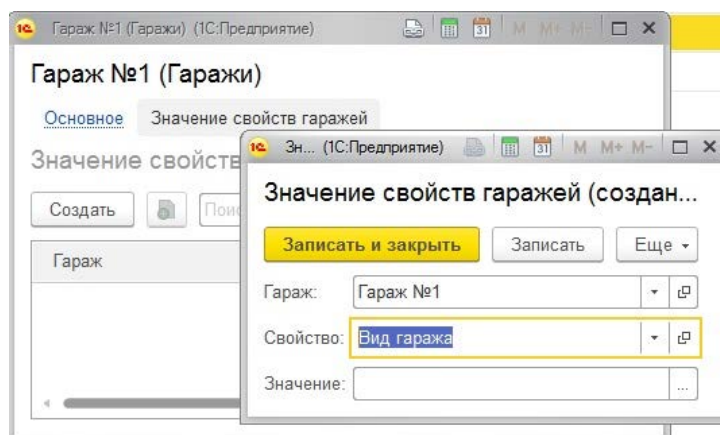 Гараж №1 (Гаражи) (1С:Предприятие)
M M+ M-
Гараж №1 (Гаражи)
Основное Значение свойств гаражей
Значение свойств
Создать
Пои
Гараж
Зн... (1С:Предприятие)
M M+ M-
Значение свойств гаражей (создан...
Записать и закрыть Записать Еще
Гараж: Гараж №1
Свойство: Вид гаража
Значение: ...